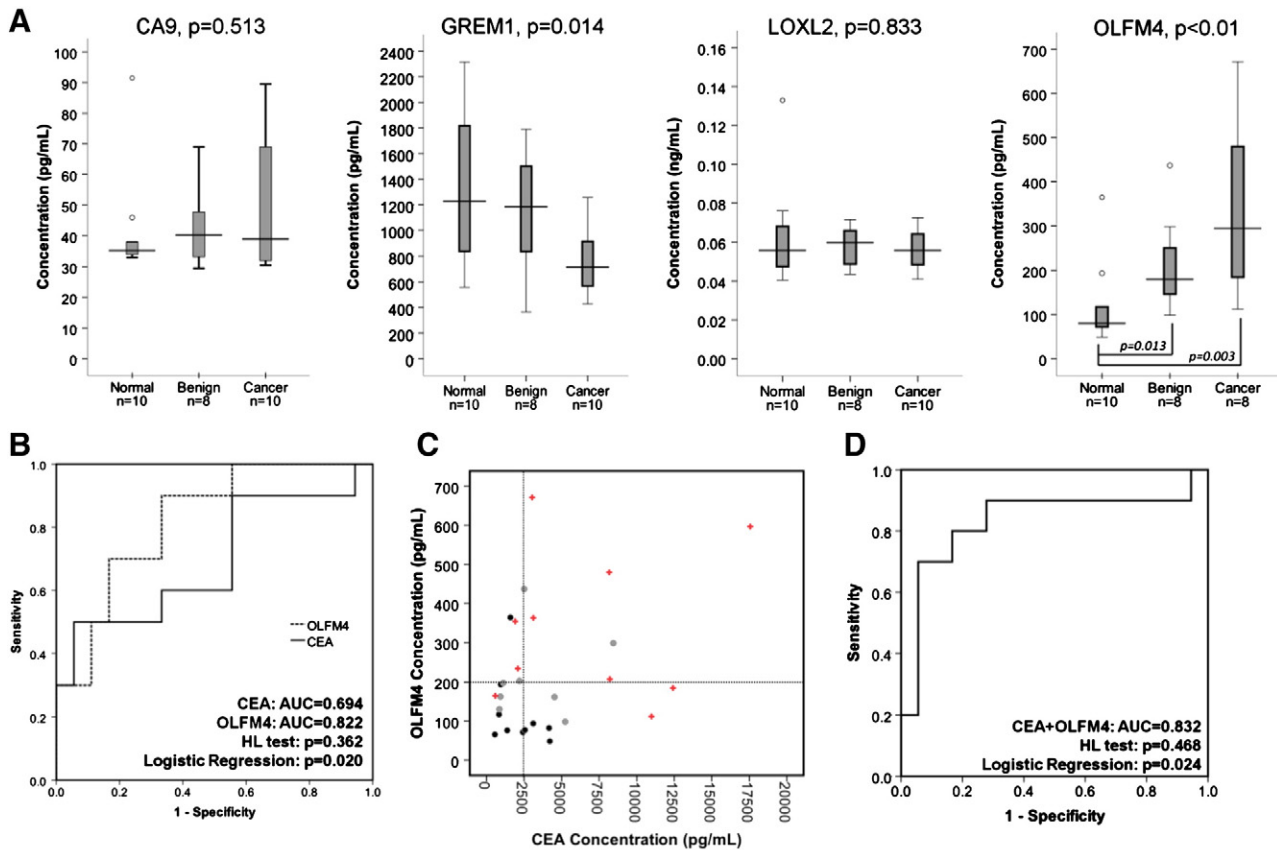 A
CA9, p=0.513
Concentration (pg/mL)
100
90
80
70
60
50
40
30
20
10
0
Normal Benign Cancer
n=10 n=8 n=10
GREM1, p=0.014
Concentration (pg/mL)
2400
2200
2000
1800
1600
1400
1200
1000
800
600
400
200
0
Normal Benign Cancer
n=10 n=8 n=10
LOXL2, p=0.833
Concentration (ng/mL)
0.16
0.14
0.12
0.10
0.08
0.06
0.04
0.02
0.00
Normal Benign Cancer
n=10 n=8 n=10
OLFM4, p<0.01
Concentration (pg/mL)
700
600
500
400
300
200
100
0
p=0.013
p=0.003
Normal Benign Cancer
n=10 n=8 n=8
B
Sensitivity
1.0
0.8
0.6
0.4
0.2
0.0
OLFM4
CEA
CEA: AUC=0.694
OLFM4: AUC=0.822
HL test: p=0.362
Logistic Regression: p=0.020
0.0 0.2 0.4 0.6 0.8 1.0
1 - Specificity
C
OLFM4 Concentration (pg/mL)
700
600
500
400
300
200
100
0
0 2500 5000 7500 10000 12500 15000 17500 20000
CEA Concentration (pg/mL)
D
Sensitivity
1.0
0.8
0.6
0.4
0.2
0.0
CEA+OLFM4: AUC=0.832
HL test: p=0.468
Logistic Regression: p=0.024
0.0 0.2 0.4 0.6 0.8 1.0
1 - Specificity